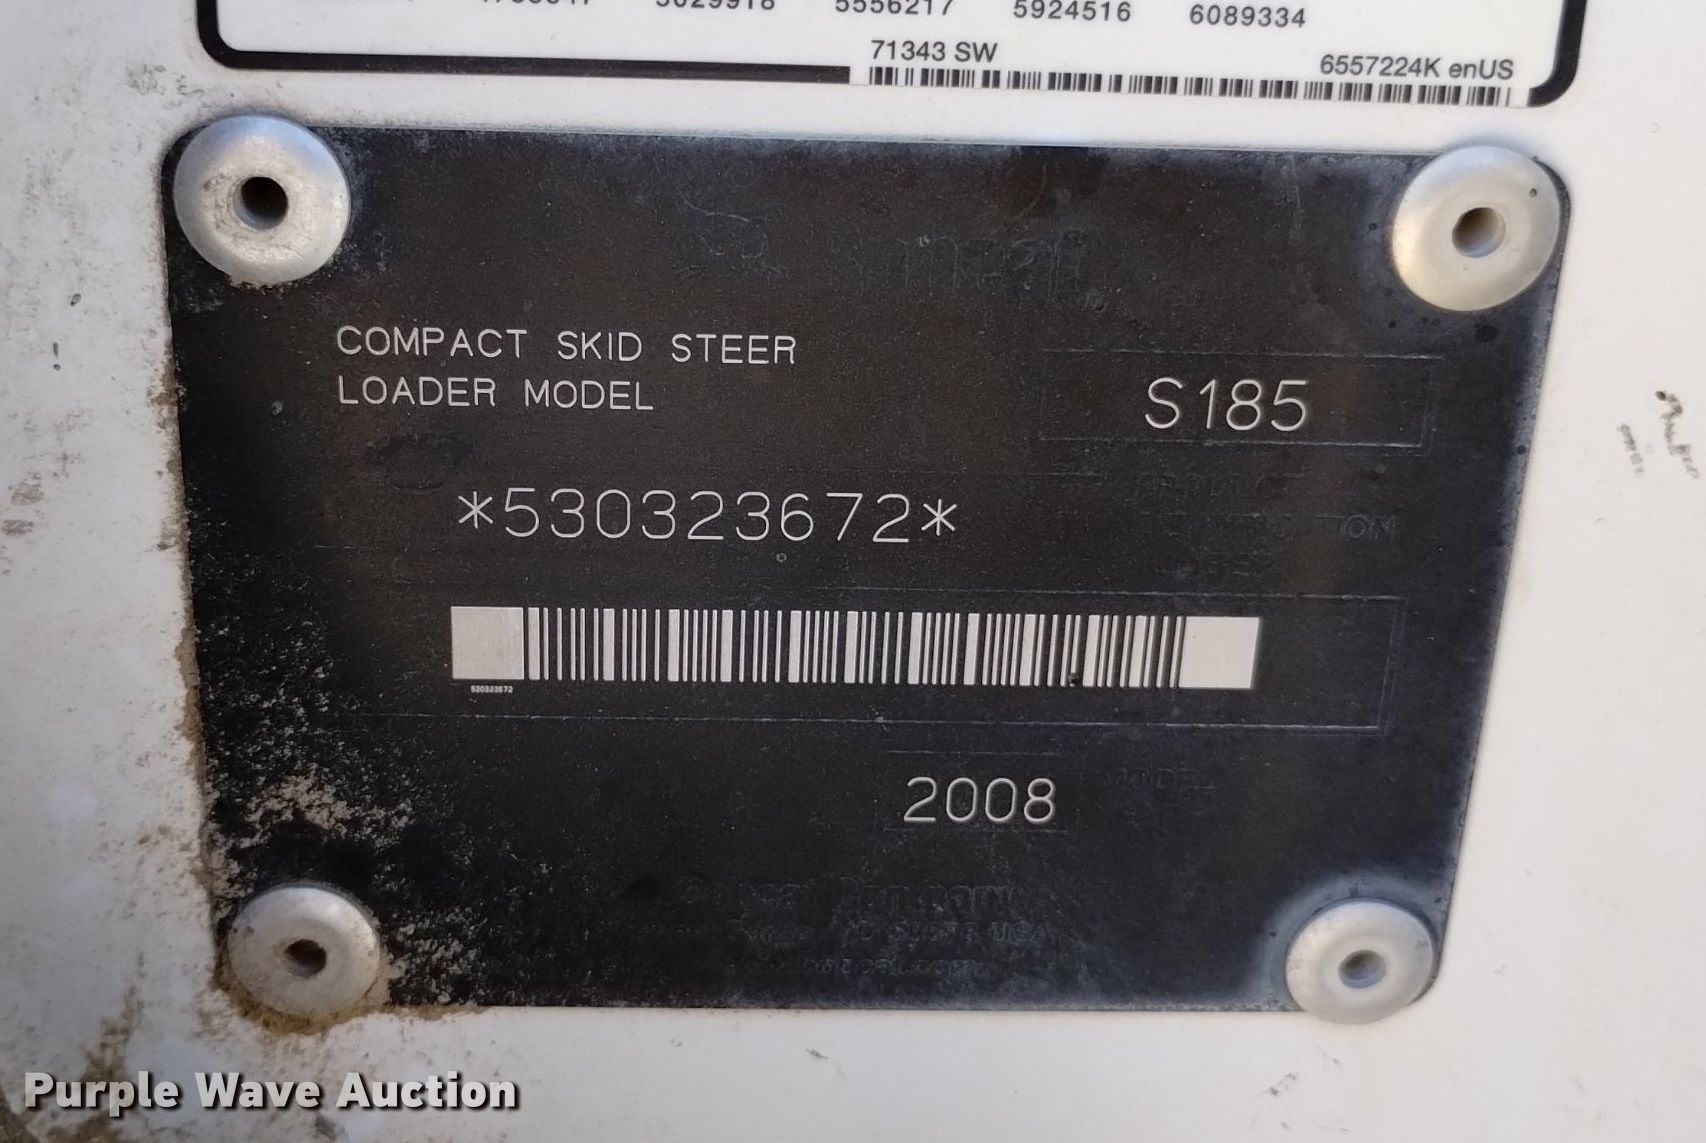 5556217 5924516 6089334
71343 SW
6557224K enUS
COMPACT SKID STEER
LOADER MODEL
S185
*530323672*
530323672
2008
MODEL
Purple Wave Auction